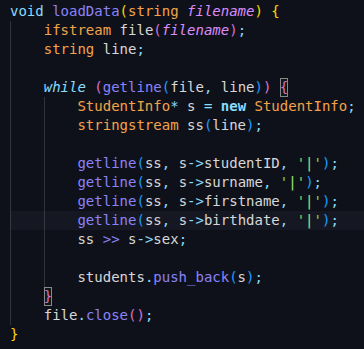 void loadData(string filename) {
    ifstream file(filename);
    string line;

    while (getline(file, line)) {
        StudentInfo* s = new StudentInfo;
        stringstream ss(line);

        getline(ss, s->studentID, '|');
        getline(ss, s->surname, '|');
        getline(ss, s->firstname, '|');
        getline(ss, s->birthdate, '|');
        ss >> s->sex;

        students.push_back(s);
    }
    file.close();
}